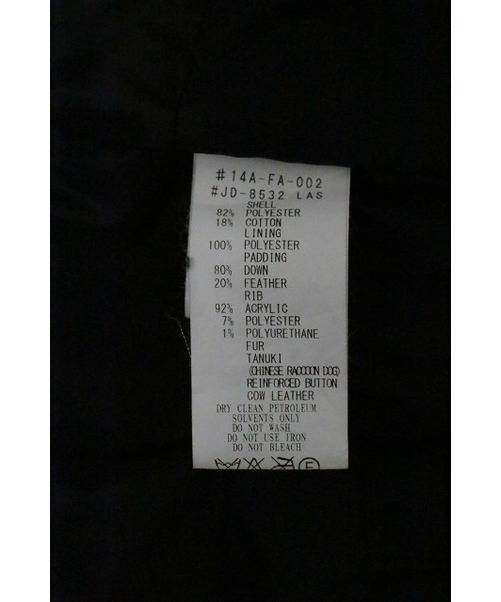 #14A-FA-002
#JD-8532 LAS
SHELL
82% POLYESTER
18% COTTON
LINING
100% POLYESTER
PADDING
80% DOWN
20% FEATHER
RIB
92% ACRYLIC
7% POLYESTER
1% POLYURETHANE
FUR
TANUKI
(CHINESE RACCOON DOG)
REINFORCED BUTTON
COW LEATHER
DRY CLEAN PETROLEUM
SOLVENTS ONLY
DO NOT WASH
DO NOT USE IRON
DO NOT BLEACH
F